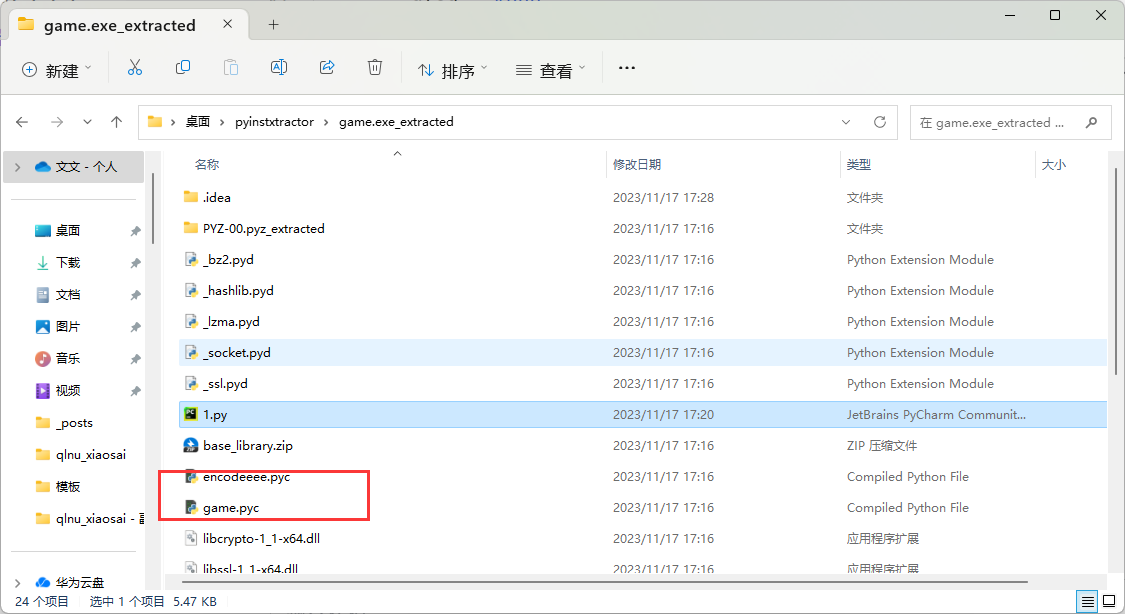 game.exe_extracted
新建
排序
查看
桌面 pyinstxtractor game.exe_extracted
在 game.exe_extracted ...
文文 - 个人
桌面
下载
文档
图片
音乐
视频
_posts
qlnu_xiaosai
模板
qlnu_xiaosai - 副
华为云盘
名称 修改日期 类型 大小
.idea 2023/11/17 17:28 文件夹
PYZ-00.pyz_extracted 2023/11/17 17:16 文件夹
_bz2.pyd 2023/11/17 17:16 Python Extension Module
_hashlib.pyd 2023/11/17 17:16 Python Extension Module
_lzma.pyd 2023/11/17 17:16 Python Extension Module
_socket.pyd 2023/11/17 17:16 Python Extension Module
_ssl.pyd 2023/11/17 17:16 Python Extension Module
1.py 2023/11/17 17:20 JetBrains PyCharm Communit...
base_library.zip 2023/11/17 17:16 ZIP 压缩文件
encodeeee.pyc 2023/11/17 17:16 Compiled Python File
game.pyc 2023/11/17 17:16 Compiled Python File
libcrypto-1_1-x64.dll 2023/11/17 17:16 应用程序扩展
libssl-1_1-x64.dll 2023/11/17 17:16 应用程序扩展
24 个项目 选中 1 个项目 5.47 KB